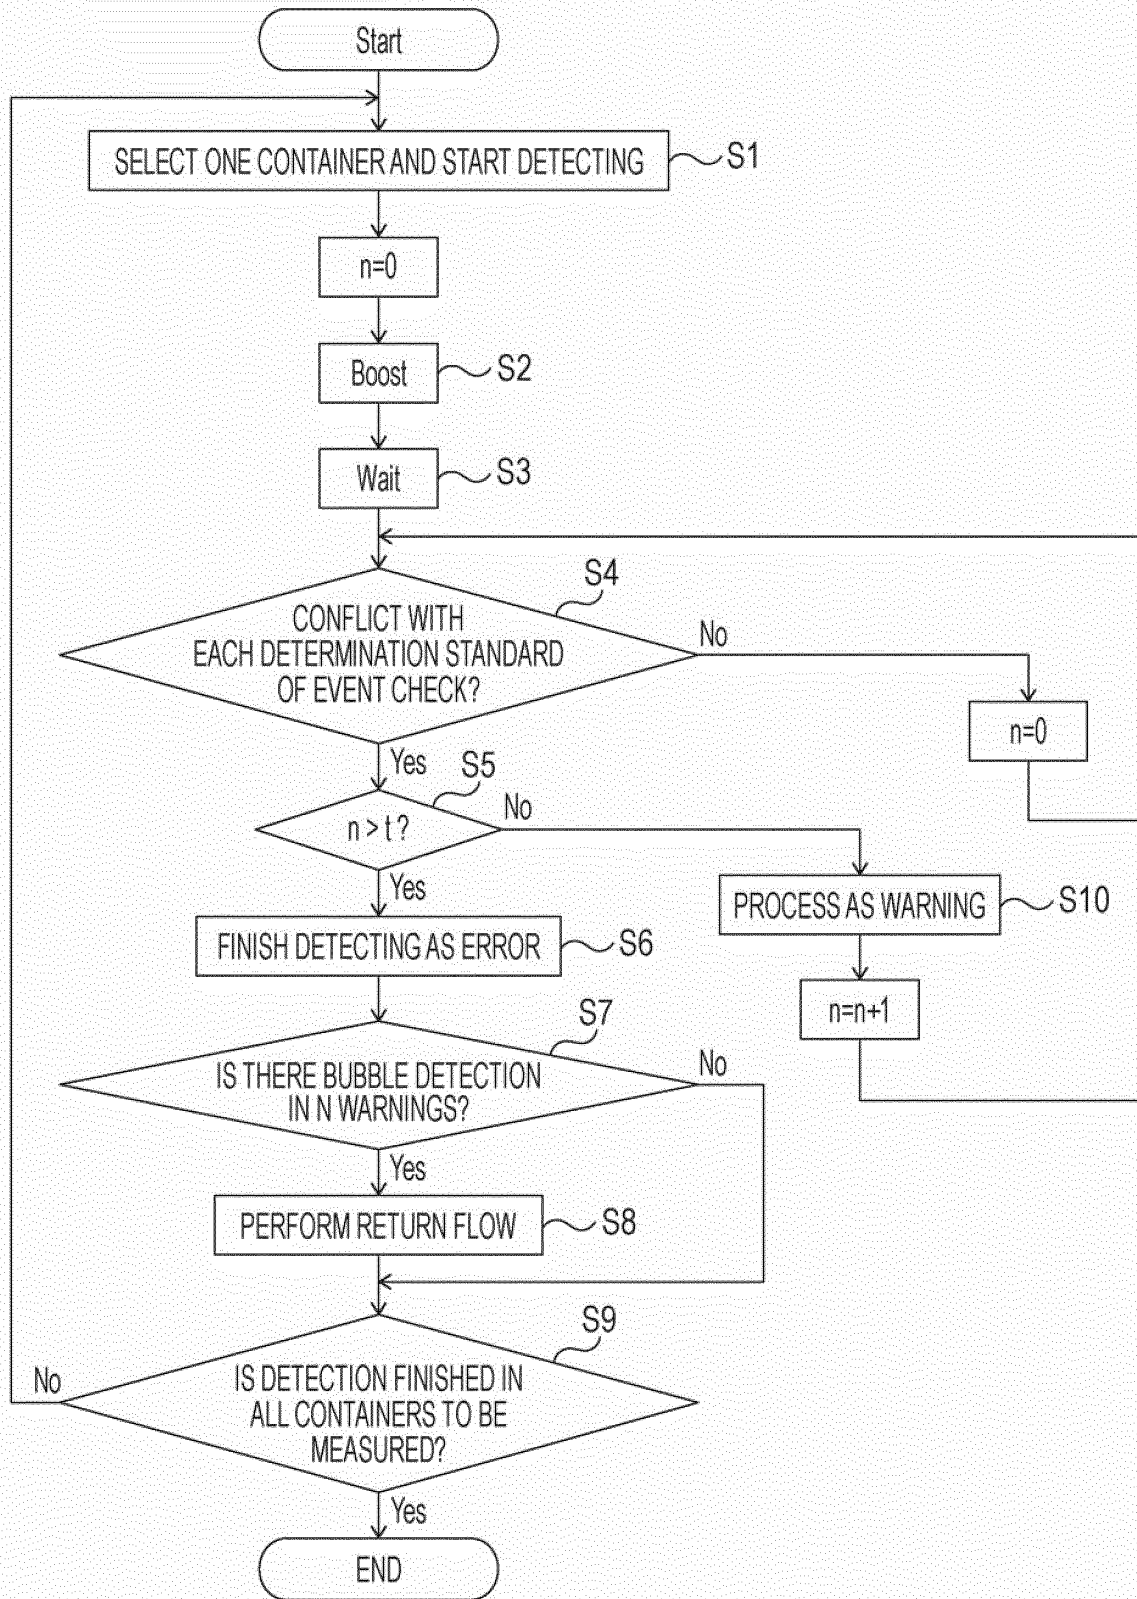 Start
SELECT ONE CONTAINER AND START DETECTING
S1
n=0
Boost
S2
Wait
S3
S4
CONFLICT WITH
EACH DETERMINATION STANDARD
OF EVENT CHECK?
No
n=0
Yes
S5
n > t ?
No
Yes
PROCESS AS WARNING
S10
FINISH DETECTING AS ERROR
S6
n=n+1
S7
IS THERE BUBBLE DETECTION
IN N WARNINGS?
No
Yes
PERFORM RETURN FLOW
S8
S9
IS DETECTION FINISHED IN
ALL CONTAINERS TO BE
MEASURED?
No
Yes
END